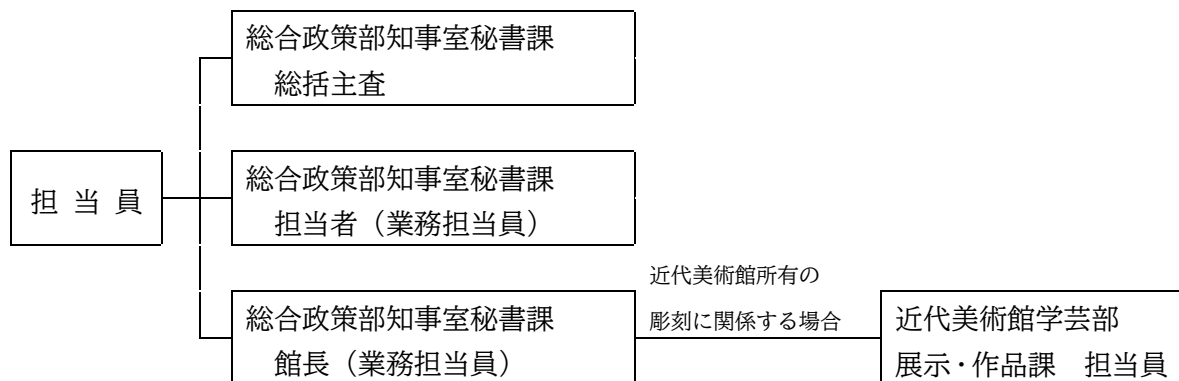 総合政策部知事室秘書課
総括主査
担当員
総合政策部知事室秘書課
担当者（業務担当員）
総合政策部知事室秘書課
館長（業務担当員）
近代美術館所有の
彫刻に関係する場合
近代美術館学芸部
展示・作品課　担当員